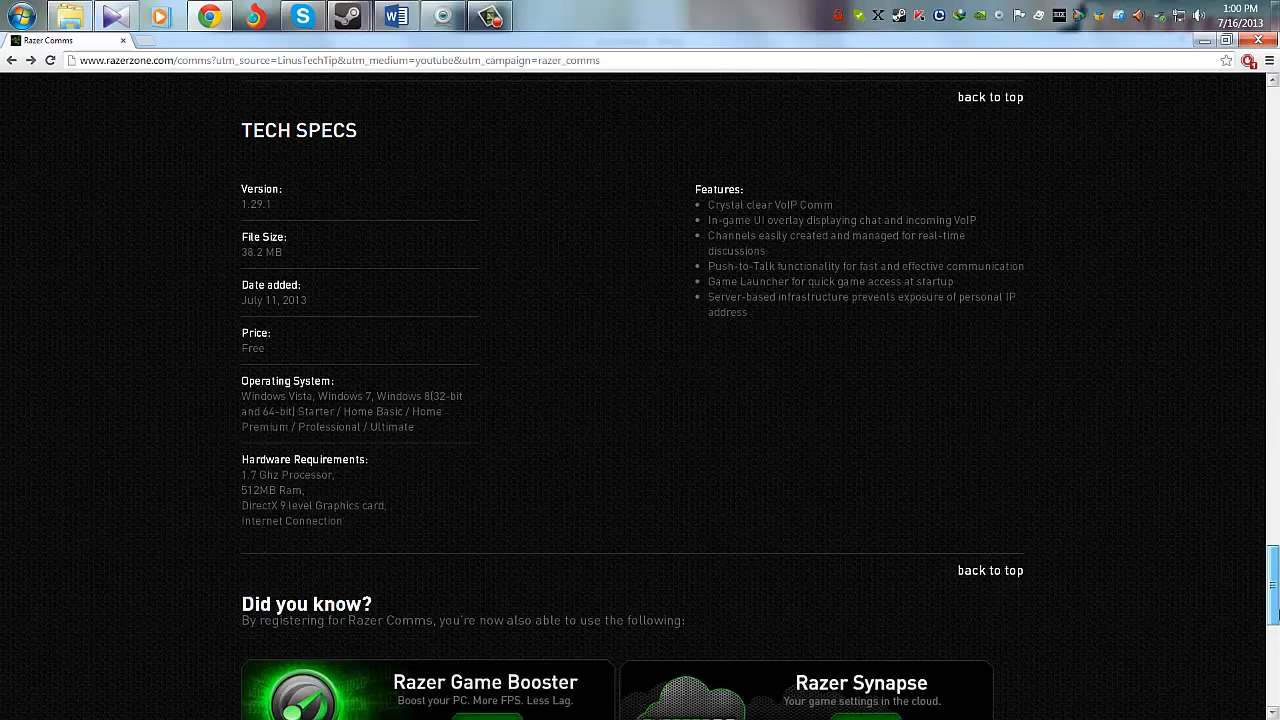 1:00 PM
7/16/2013
Razer Comms
www.razerzone.com/comms?utm_source=LinusTechTip&utm_medium=youtube&utm_campaign=razer_comms
back to top
TECH SPECS
Version:
1.29.1
File Size:
38.2 MB
Date added:
July 11, 2013
Price:
Free
Operating System:
Windows Vista, Windows 7, Windows 8(32-bit
and 64-bit) Starter / Home Basic / Home
Premium / Professional / Ultimate
Hardware Requirements:
1.7 Ghz Processor,
512MB Ram,
DirectX 9 level Graphics card,
Internet Connection
Features:
• Crystal clear VoIP Comm
• In-game UI overlay displaying chat and incoming VoIP
• Channels easily created and managed for real-time
discussions
• Push-to-Talk functionality for fast and effective communication
• Game Launcher for quick game access at startup
• Server-based infrastructure prevents exposure of personal IP
address
back to top
Did you know?
By registering for Razer Comms, you're now also able to use the following:
Razer Game Booster
Boost your PC. More FPS. Less Lag.
Razer Synapse
Your game settings in the cloud.